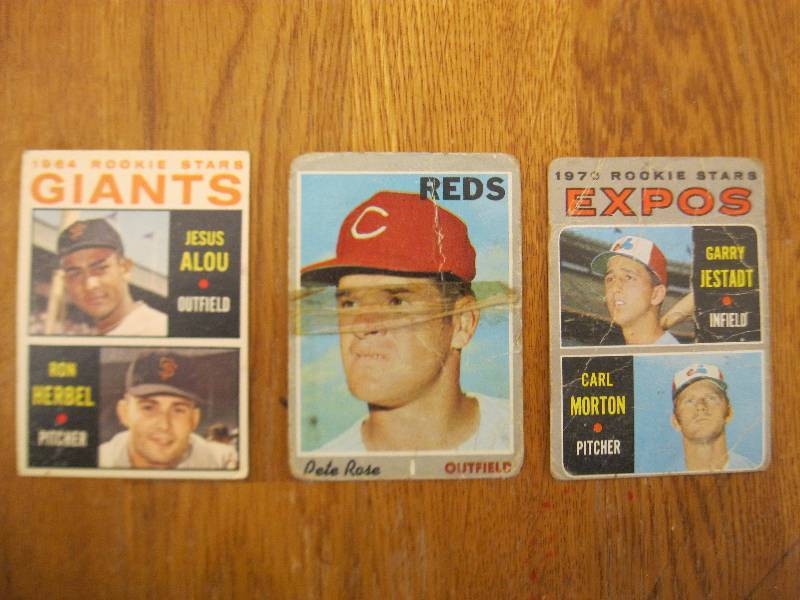 1964 ROOKIE STARS
GIANTS
JESUS
ALOU
OUTFIELD
RON
HERBEL
PITCHER
REDS
C
Pete Rose
OUTFIELD
1970 ROOKIE STARS
EXPOS
GARRY
JESTADT
INFIELD
CARL
MORTON
PITCHER